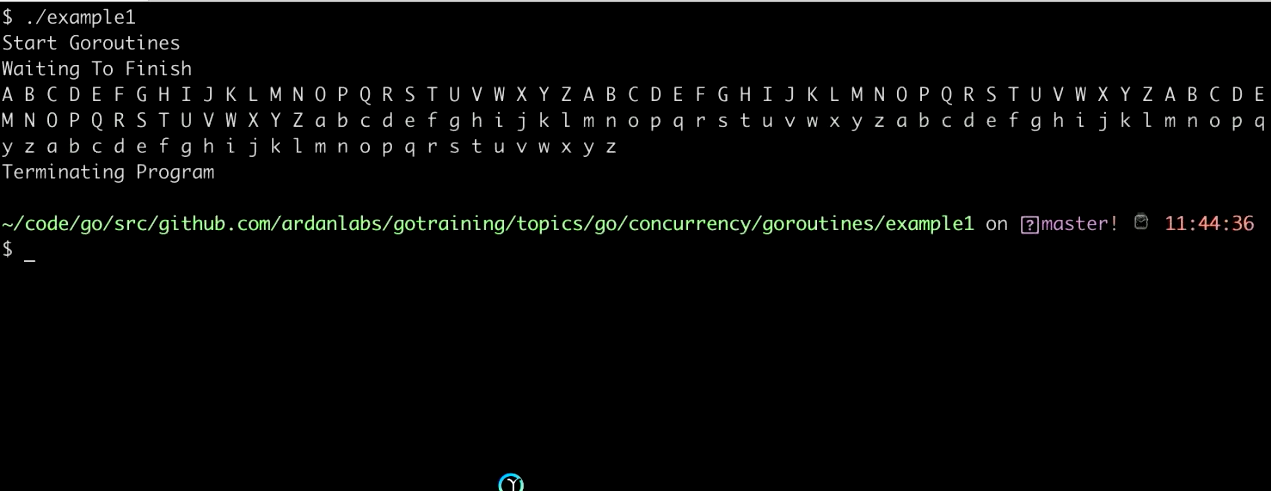 $ ./example1
Start Goroutines
Waiting To Finish
A B C D E F G H I J K L M N O P Q R S T U V W X Y Z A B C D E F G H I J K L M N O P Q R S T U V W X Y Z A B C D E
M N O P Q R S T U V W X Y Z a b c d e f g h i j k l m n o p q r s t u v w x y z a b c d e f g h i j k l m n o p q
y z a b c d e f g h i j k l m n o p q r s t u v w x y z
Terminating Program
~/code/go/src/github.com/ardanlabs/gotraining/topics/go/concurrency/goroutines/example1 on ?master! 11:44:36
$ _